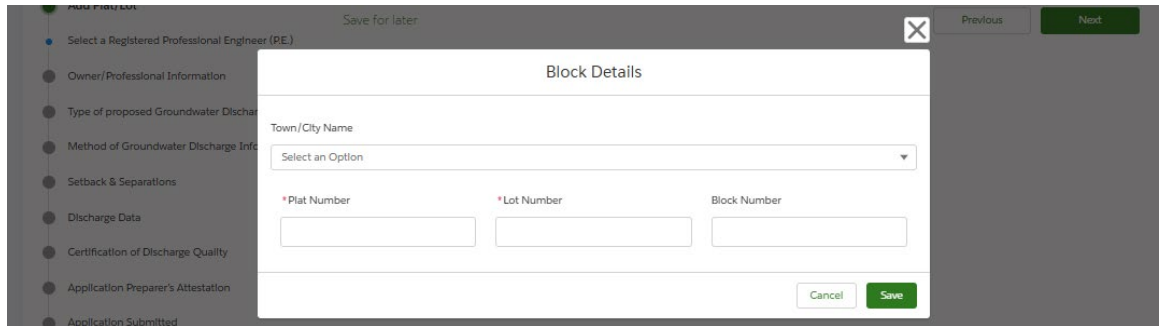 Add Plat/Lot
Save for later
Previous
Next
Select a Registered Professional Engineer (P.E.)
Owner/Professional Information
Block Details
Type of proposed Groundwater Dischar
Town/City Name
Method of Groundwater Discharge Info
Select an Option
Setback & Separations
*Plat Number
*Lot Number
Block Number
Discharge Data
Certification of Discharge Quality
Application Preparer's Attestation
Cancel
Save
Application Submitted